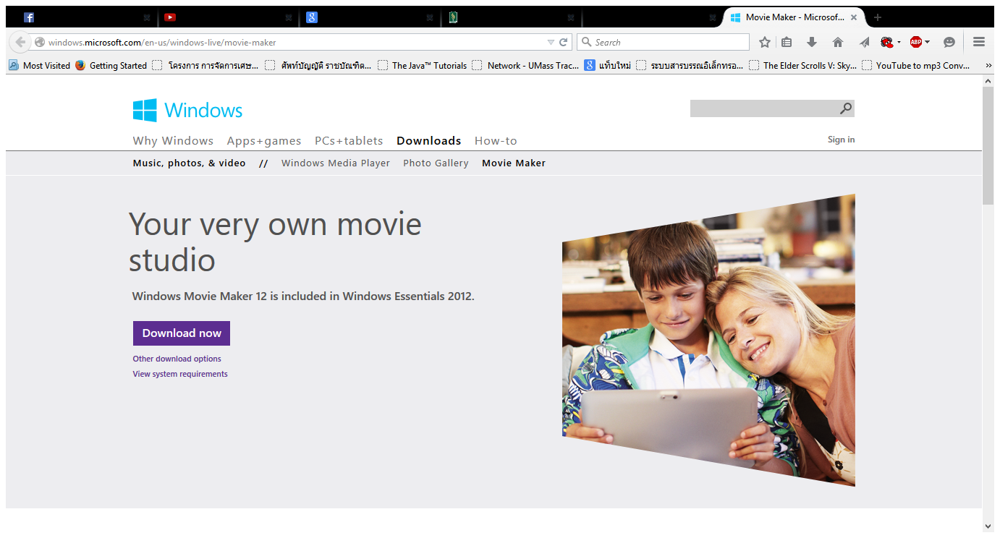 Movie Maker - Microsof...
windows.microsoft.com/en-us/windows-live/movie-maker
Search
ABP
Most Visited Getting Started โครงการ การจัดการเศษ... ศัพท์บัญญัติ ราชบัณฑิต... The Java™ Tutorials Network - UMass Trac... แท็บใหม่ ระบบสารบรรณอิเล็กทรอ... The Elder Scrolls V: Sky... YouTube to mp3 Conv... »
Windows
Why Windows Apps+games PCs+tablets Downloads How-to Sign in
Music, photos, & video // Windows Media Player Photo Gallery Movie Maker
Your very own movie
studio
Windows Movie Maker 12 is included in Windows Essentials 2012.
Download now
Other download options
View system requirements